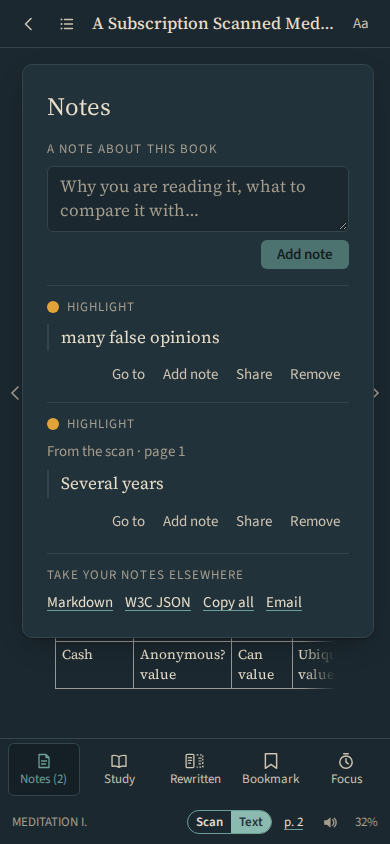 A Subscription Scanned Med...
Aa
Notes
A NOTE ABOUT THIS BOOK
Why you are reading it, what to
compare it with...
Add note
HIGHLIGHT
many false opinions
Go to Add note Share Remove
HIGHLIGHT
From the scan · page 1
Several years
Go to Add note Share Remove
TAKE YOUR NOTES ELSEWHERE
Markdown W3C JSON Copy all Email
Cash Anonymous? Can
value value value
Notes (2) Study Rewritten Bookmark Focus
MEDITATION I. Scan Text p. 2 32%